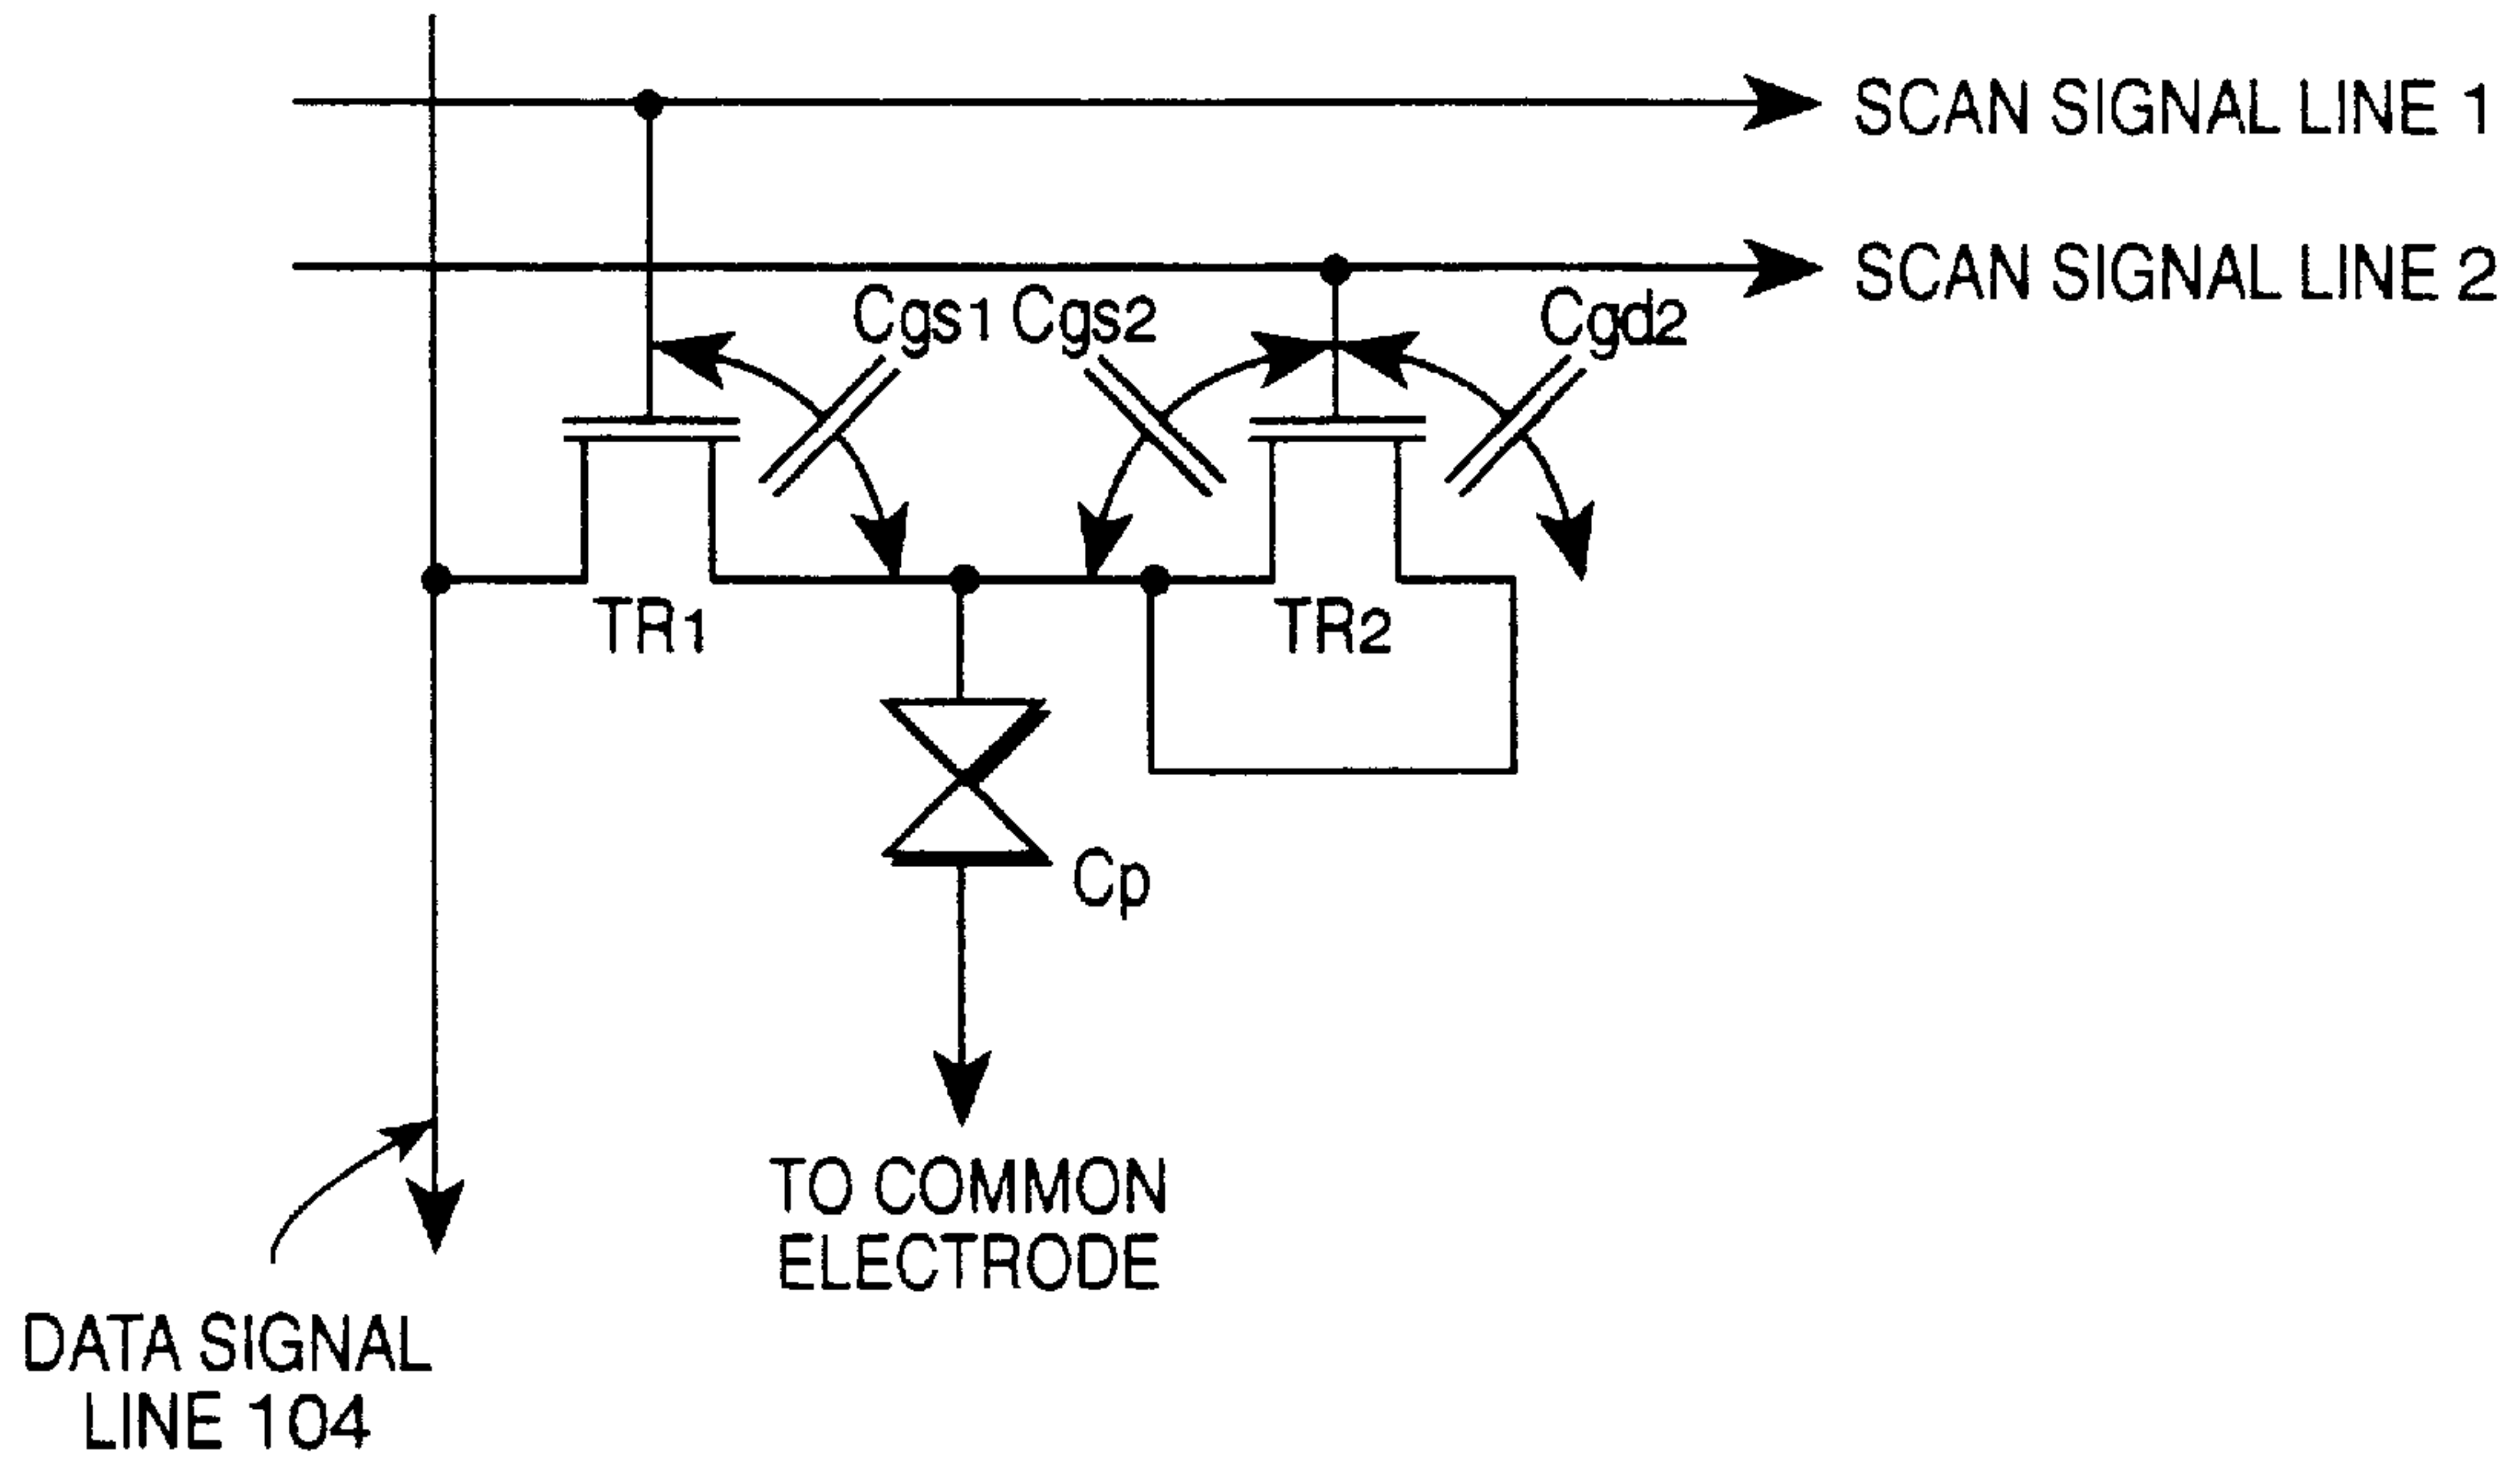 SCAN SIGNAL LINE 1
SCAN SIGNAL LINE 2
Cgs1 Cgs2
Cgd2
TR1
TR2
Cp
TO COMMON
ELECTRODE
DATA SIGNAL
LINE 104